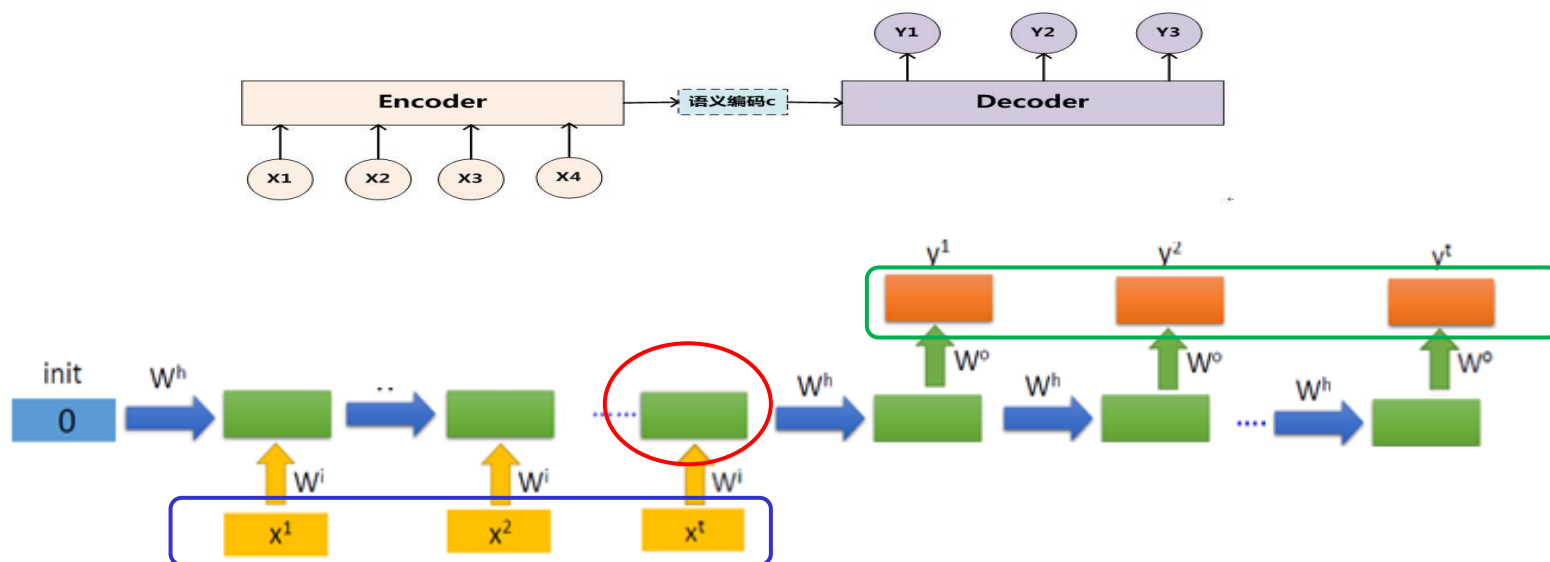 Y1 Y2 Y3
Encoder 语义编码c Decoder
X1 X2 X3 X4
y¹ y² yᵗ
init Wʰ Wʰ Wᵒ Wʰ Wᵒ Wʰ Wᵒ
0
Wⁱ Wⁱ Wⁱ
x¹ x² xᵗ